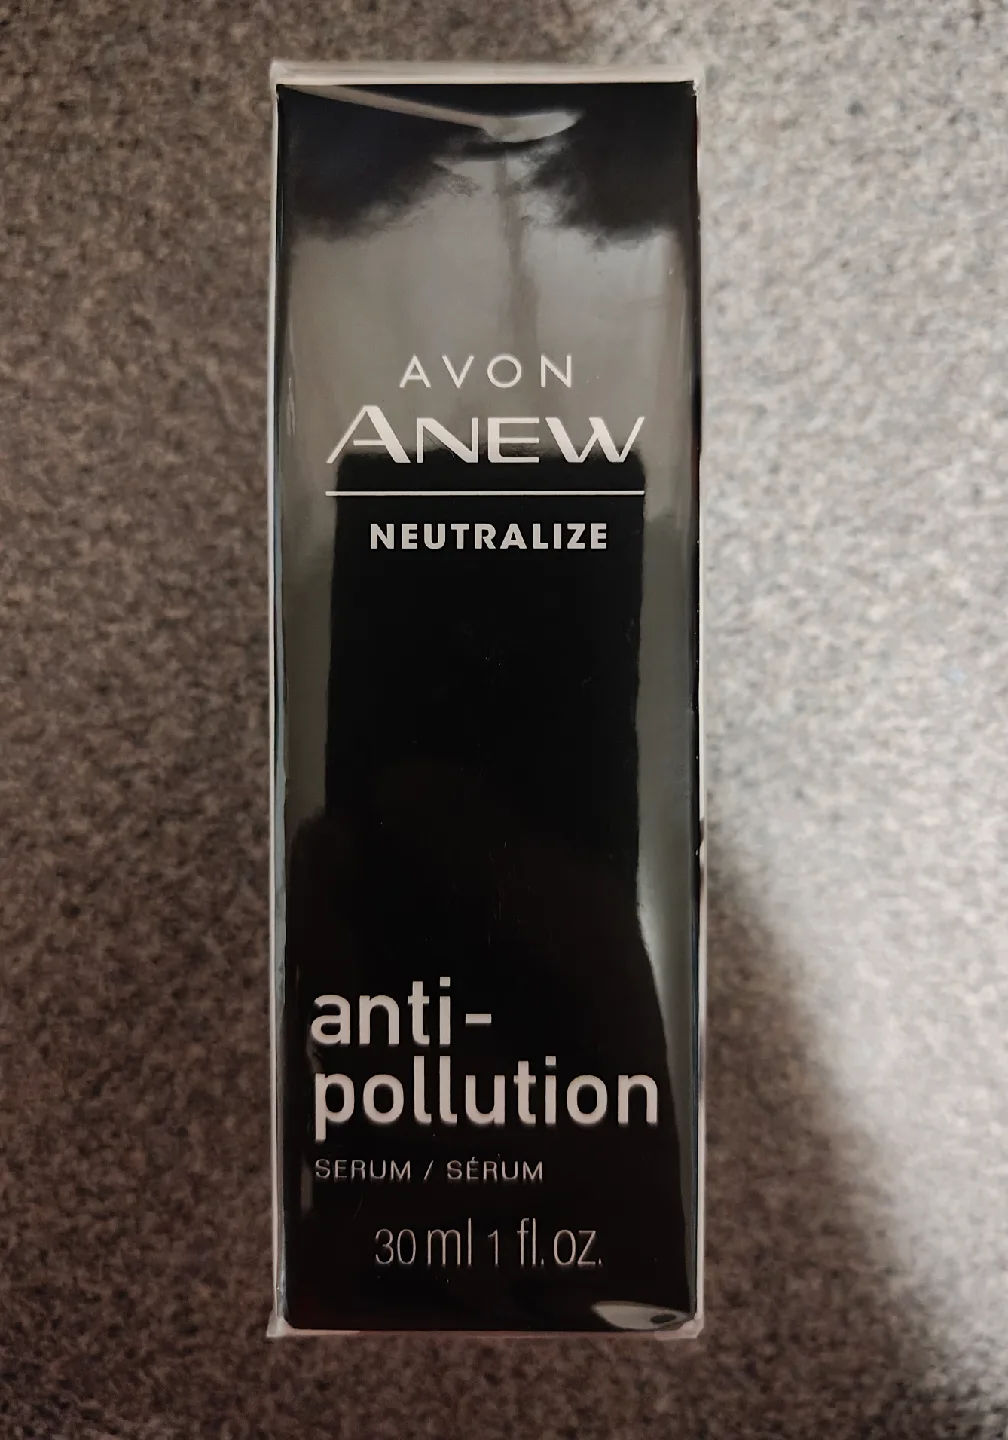 AVON
ANEW
NEUTRALIZE
anti-
pollution
SERUM / SÉRUM
30 ml 1 fl. oz.